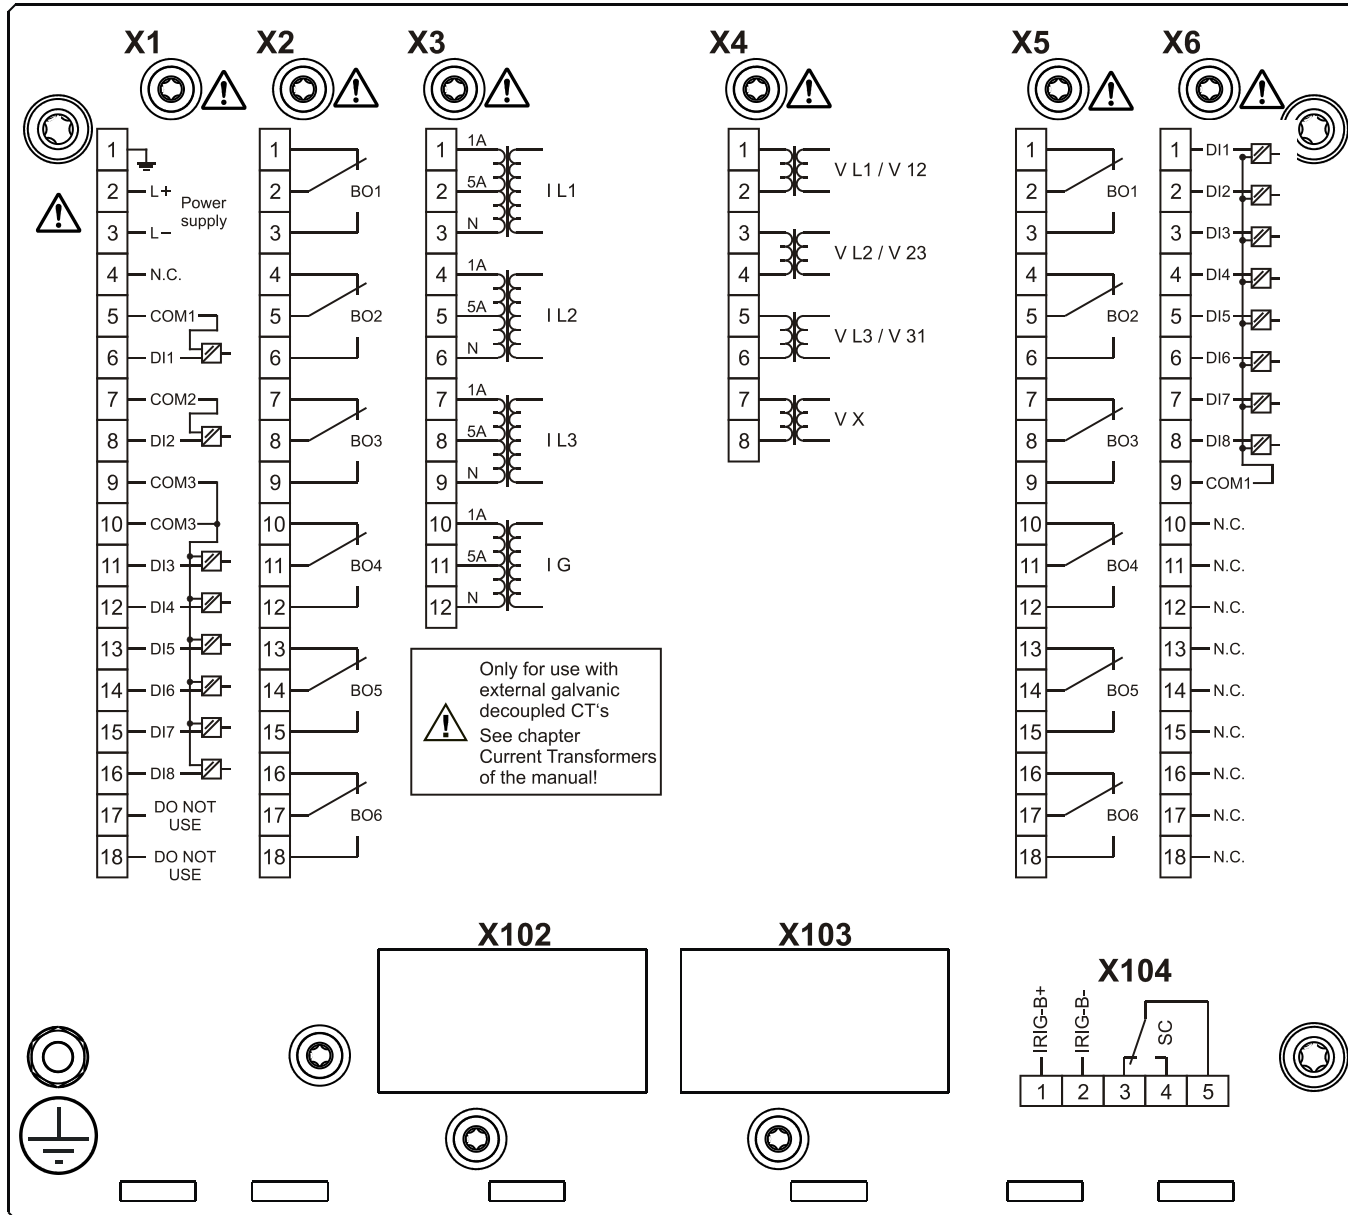 X1 X2 X3 X4 X5 X6
1
2 L+
Power
supply
3 L−
4 N.C.
5 COM1
6 DI1
7 COM2
8 DI2
9 COM3
10 COM3
11 DI3
12 DI4
13 DI5
14 DI6
15 DI7
16 DI8
17 DO NOT
USE
18 DO NOT
USE
1
2 BO1
3
4
5 BO2
6
7
8 BO3
9
10
11 BO4
12
13
14 BO5
15
16
17 BO6
18
1 1A
2 5A I L1
3 N
4 1A
5 5A I L2
6 N
7 1A
8 5A I L3
9 N
10 1A
11 5A I G
12 N
Only for use with
external galvanic
decoupled CT‘s
See chapter
Current Transformers
of the manual!
1
V L1 / V 12
2
3
V L2 / V 23
4
5
V L3 / V 31
6
7
V X
8
1
2 BO1
3
4
5 BO2
6
7
8 BO3
9
10
11 BO4
12
13
14 BO5
15
16
17 BO6
18
1 DI1
2 DI2
3 DI3
4 DI4
5 DI5
6 DI6
7 DI7
8 DI8
9 COM1
10 N.C.
11 N.C.
12 N.C.
13 N.C.
14 N.C.
15 N.C.
16 N.C.
17 N.C.
18 N.C.
X102
X103
X104
IRIG-B+
IRIG-B-
SC
1 2 3 4 5